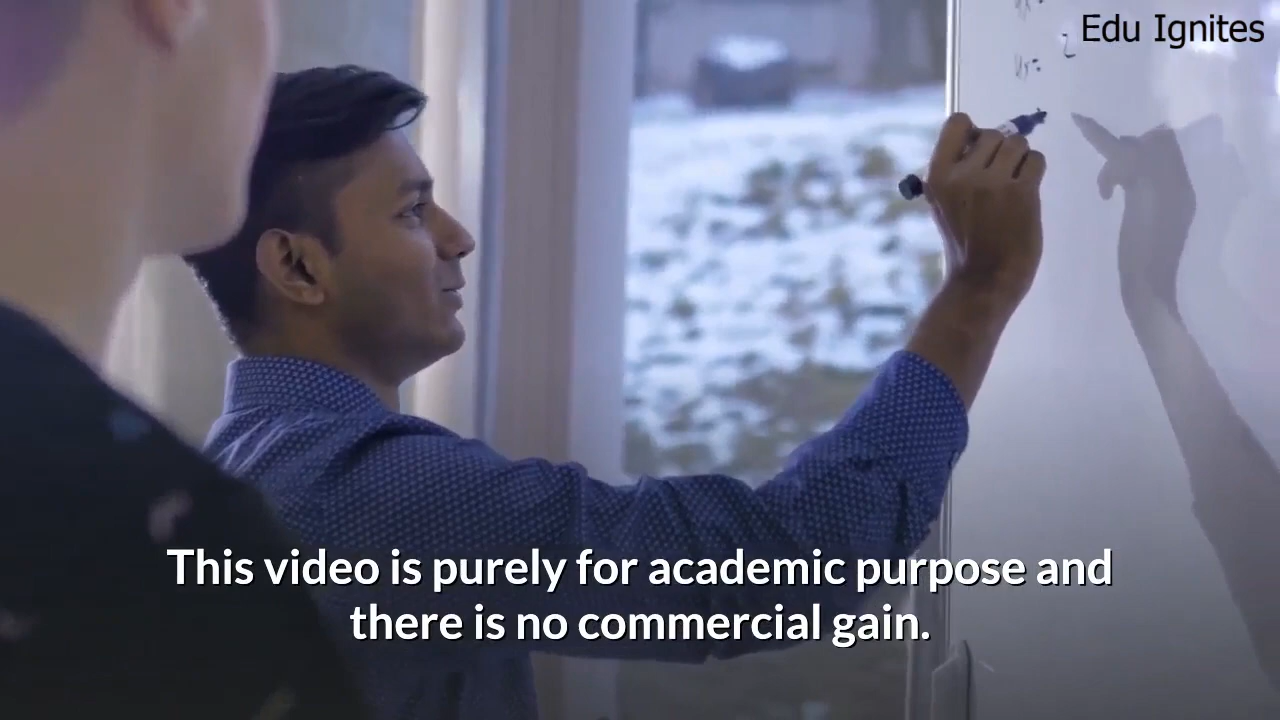 Edu Ignites
This video is purely for academic purpose and
there is no commercial gain.